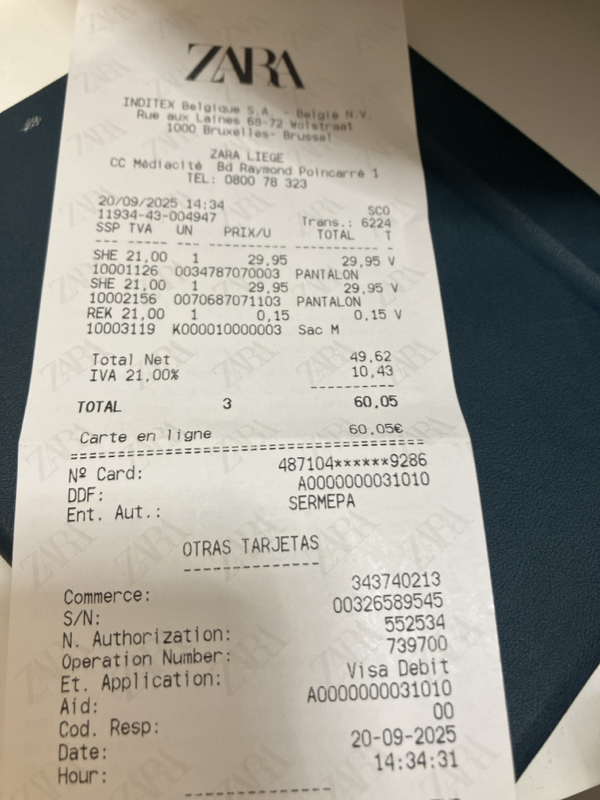 ZARA
INDITEX Belgique S.A. - België N.V.
Rue aux Laines 68-72 Wolstraat
1000 Bruxelles- Brussel
ZARA LIEGE
CC Médiacité Bd Raymond Poincarré 1
TEL: 0800 78 323
20/09/2025 14:34 SCO
11934-43-004947 Trans.: 6224
SSP TVA UN PRIX/U TOTAL T
SHE 21,00 1 29,95 29,95 V
10001126 0034787070003 PANTALON
SHE 21,00 1 29,95 29,95 V
10002156 0070687071103 PANTALON
REK 21,00 1 0,15 0,15 V
10003119 K000010000003 Sac M
Total Net 49,62
IVA 21,00% 10,43
TOTAL 3 60,05
Carte en ligne 60,05€
Nº Card: 487104******9286
DDF: A0000000031010
Ent. Aut.: SERMEPA
OTRAS TARJETAS
Commerce: 343740213
S/N: 00326589545
N. Authorization: 552534
Operation Number: 739700
Et. Application: Visa Debit
Aid: A0000000031010
Cod. Resp: 00
Date: 20-09-2025
Hour: 14:34:31